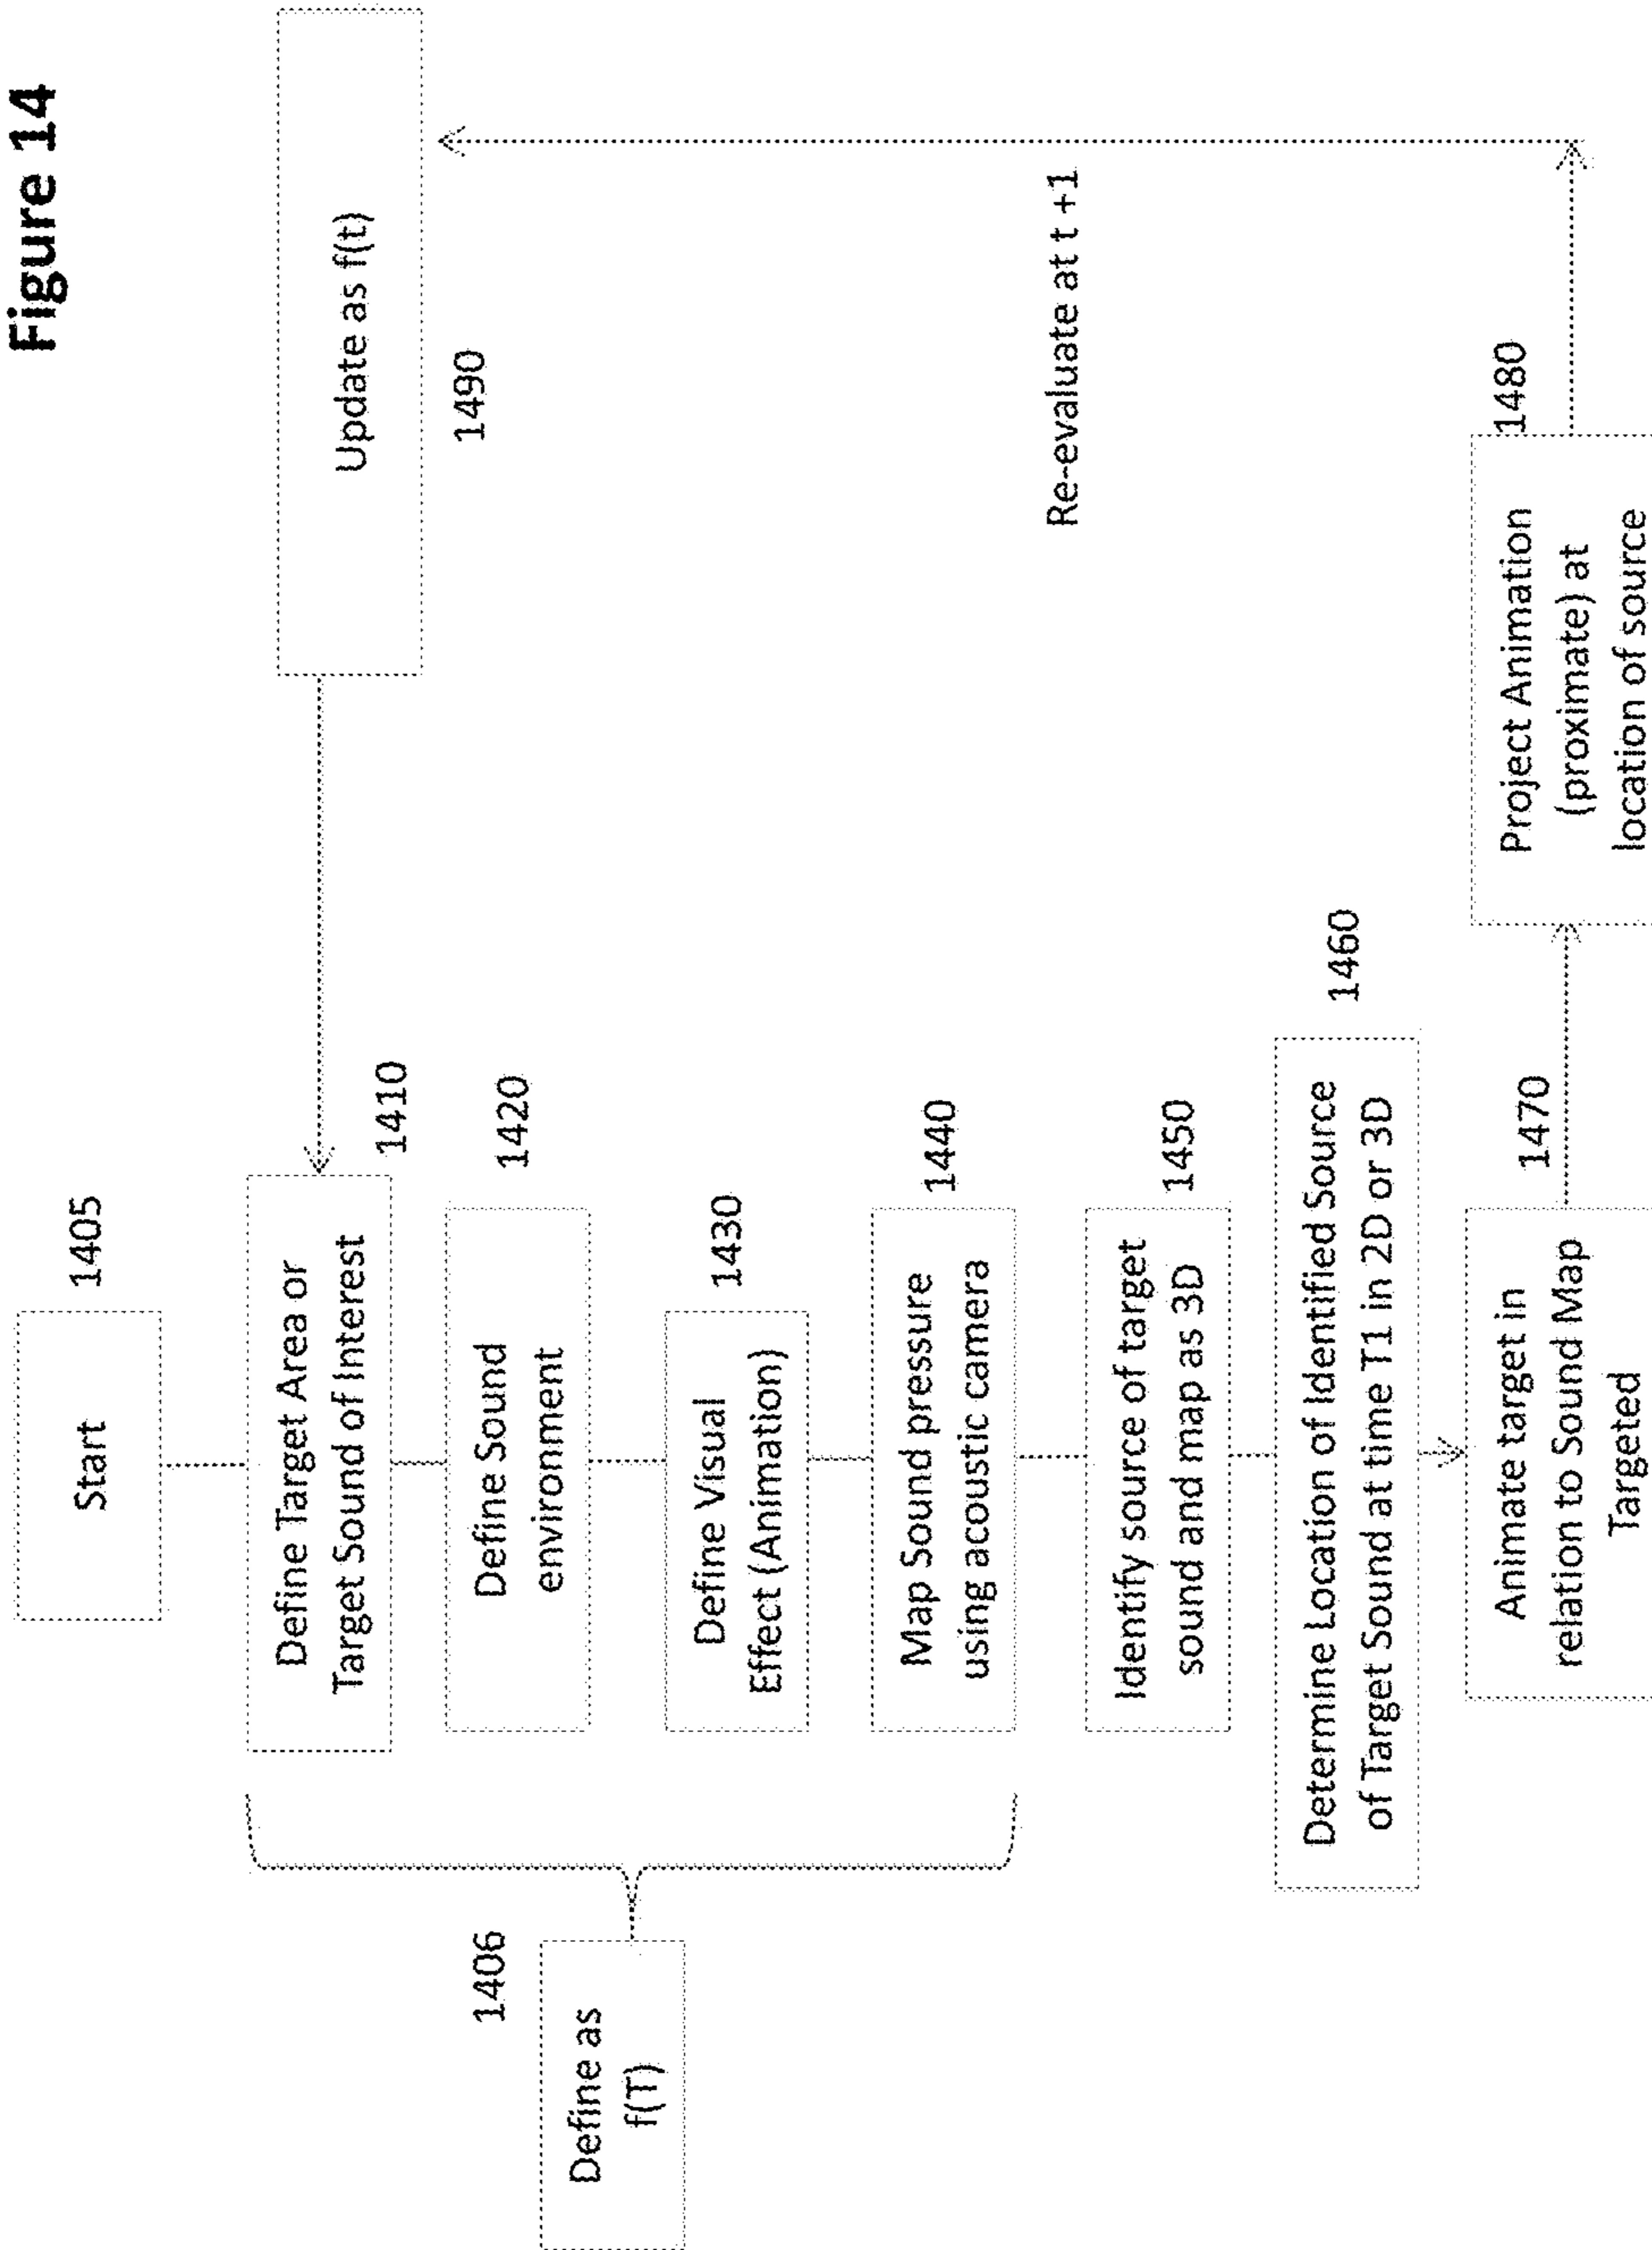 Figure 14
Start
1405
1406
Define as
f(T)
Define Target Area or
Target Sound of Interest
1410
Define Sound
environment
1420
Define Visual
Effect (Animation)
1430
Map Sound pressure
using acoustic camera
1440
Identify source of target
sound and map as 3D
1450
Determine Location of Identified Source
of Target Sound at time T1 in 2D or 3D
1460
Animate target in
relation to Sound Map
Targeted
1470
Project Animation
(proximate) at
location of source
1480
Re-evaluate at t +1
Update as f(t)
1490